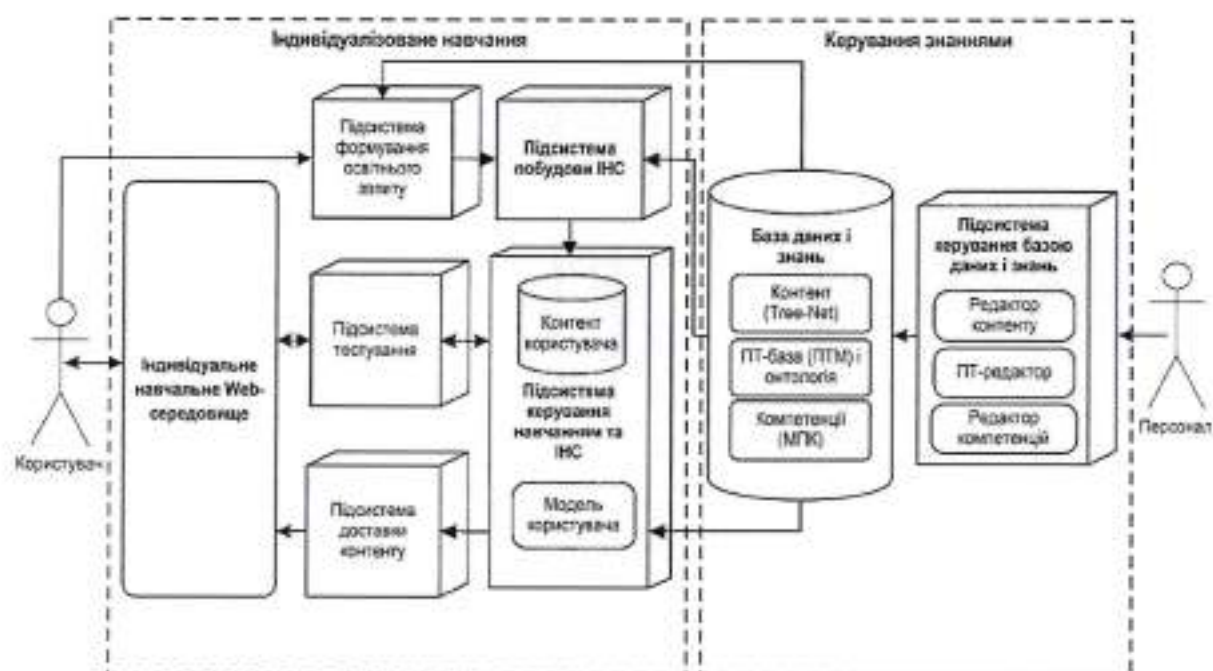 Індивідуалізоване навчання
Керування знаннями
Підсистема
формування
освітнього
запиту
Підсистема
побудови ІНС
База даних і
знань
Контент
(Tree-Net)
ПТ-база (ПТМ) і
онтологія
Компетенції
(МПК)
Підсистема
керування базою
даних і знань
Редактор
контенту
ПТ-редактор
Редактор
компетенцій
Персонал
Користувач
Індивідуальне
навчальне Web-
середовище
Підсистема
тестування
Контент
користувача
Підсистема
керування
навчанням та
ІНС
Модель
користувача
Підсистема
доставки
контенту